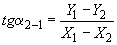 tgα₂₋₁ = (Y₁ − Y₂) / (X₁ − X₂)